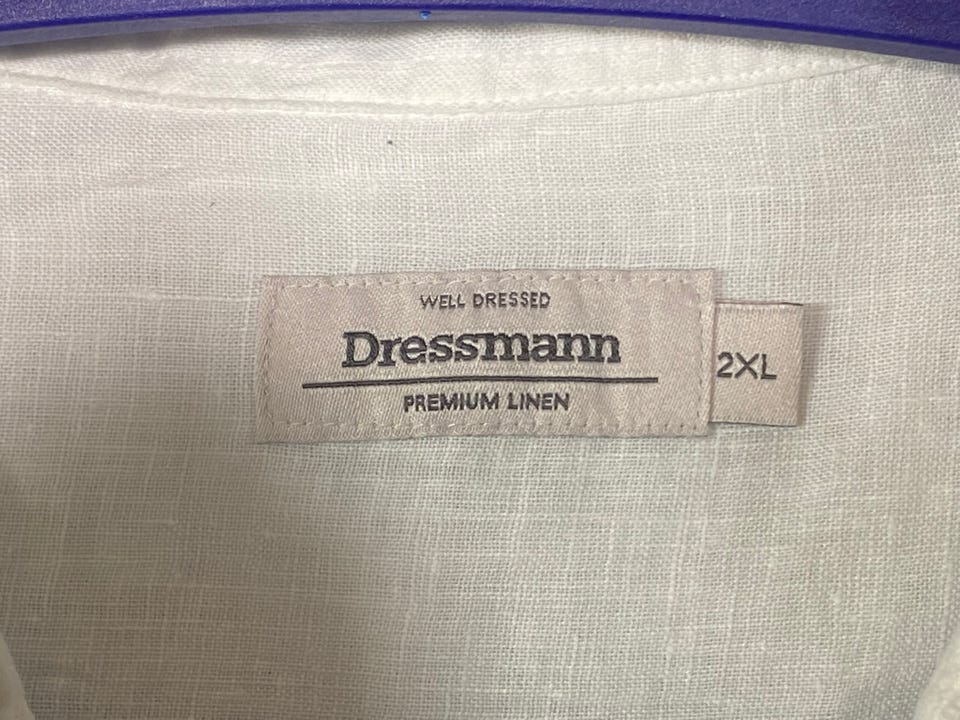 WELL DRESSED
Dressmann
PREMIUM LINEN
2XL